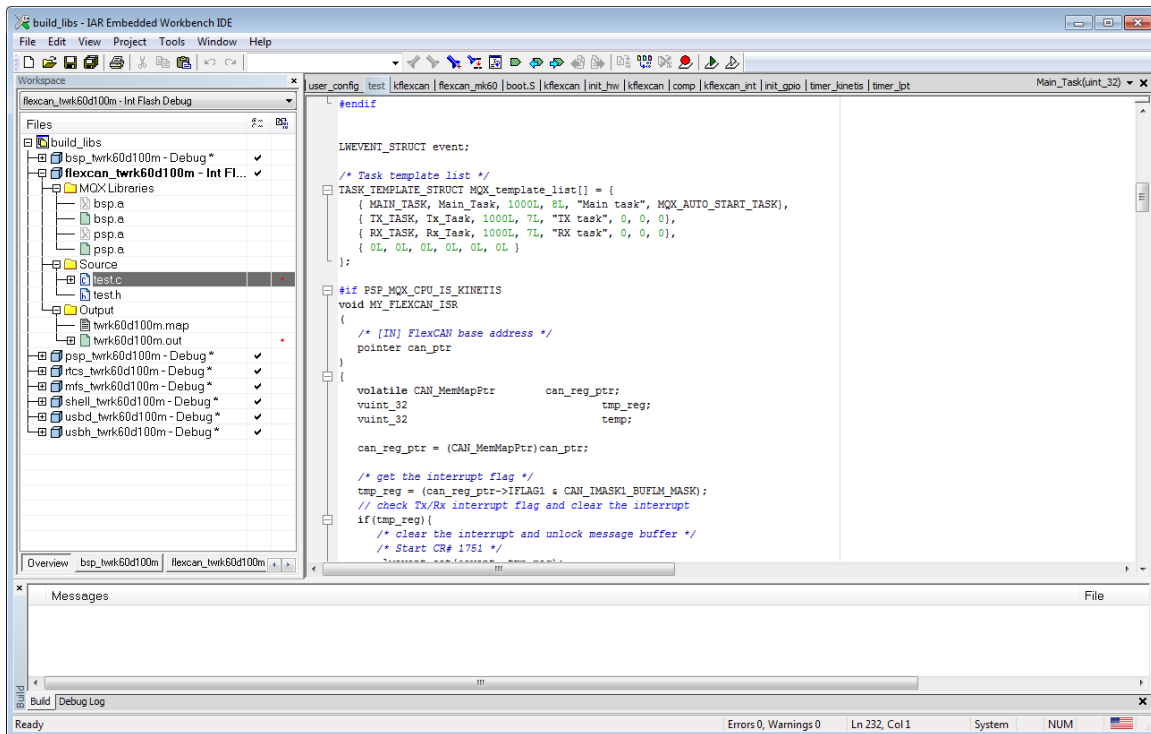 build_libs - IAR Embedded Workbench IDE
File Edit View Project Tools Window Help
Workspace
flexcan_twrk60d100m - Int Flash Debug
user_config test kflexcan flexcan_mk60 boot.S kflexcan init_hw kflexcan comp kflexcan_int init_gpio timer_kinetis timer_lpt
Main_Task(uint_32)
Files
build_libs
bsp_twrk60d100m - Debug *
flexcan_twrk60d100m - Int Fl...
MQX Libraries
bsp.a
bsp.a
psp.a
psp.a
Source
test.c
test.h
Output
twrk60d100m.map
twrk60d100m.out
psp_twrk60d100m - Debug *
rtcs_twrk60d100m - Debug *
mfs_twrk60d100m - Debug *
shell_twrk60d100m - Debug *
usbd_twrk60d100m - Debug *
usbh_twrk60d100m - Debug *
Overview bsp_twrk60d100m flexcan_twrk60d100m
#endif
LWEVENT_STRUCT event;
/* Task template list */
TASK_TEMPLATE_STRUCT MQX_template_list[] = {
{ MAIN_TASK, Main_Task, 1000L, 8L, "Main task", MQX_AUTO_START_TASK},
{ TX_TASK, Tx_Task, 1000L, 7L, "TX task", 0, 0, 0},
{ RX_TASK, Rx_Task, 1000L, 7L, "RX task", 0, 0, 0},
{ 0L, 0L, 0L, 0L, 0L, 0L }
};
#if PSP_MQX_CPU_IS_KINETIS
void MY_FLEXCAN_ISR
(
/* [IN] FlexCAN base address */
pointer can_ptr
)
{
volatile CAN_MemMapPtr can_reg_ptr;
vuint_32 tmp_reg;
vuint_32 temp;
can_reg_ptr = (CAN_MemMapPtr)can_ptr;
/* get the interrupt flag */
tmp_reg = (can_reg_ptr->IFLAG1 & CAN_IMASK1_BUFLM_MASK);
// check Tx/Rx interrupt flag and clear the interrupt
if(tmp_reg){
/* clear the interrupt and unlock message buffer */
/* Start CR# 1751 */
Messages File
Build
Build Debug Log
Ready Errors 0, Warnings 0 Ln 232, Col 1 System NUM